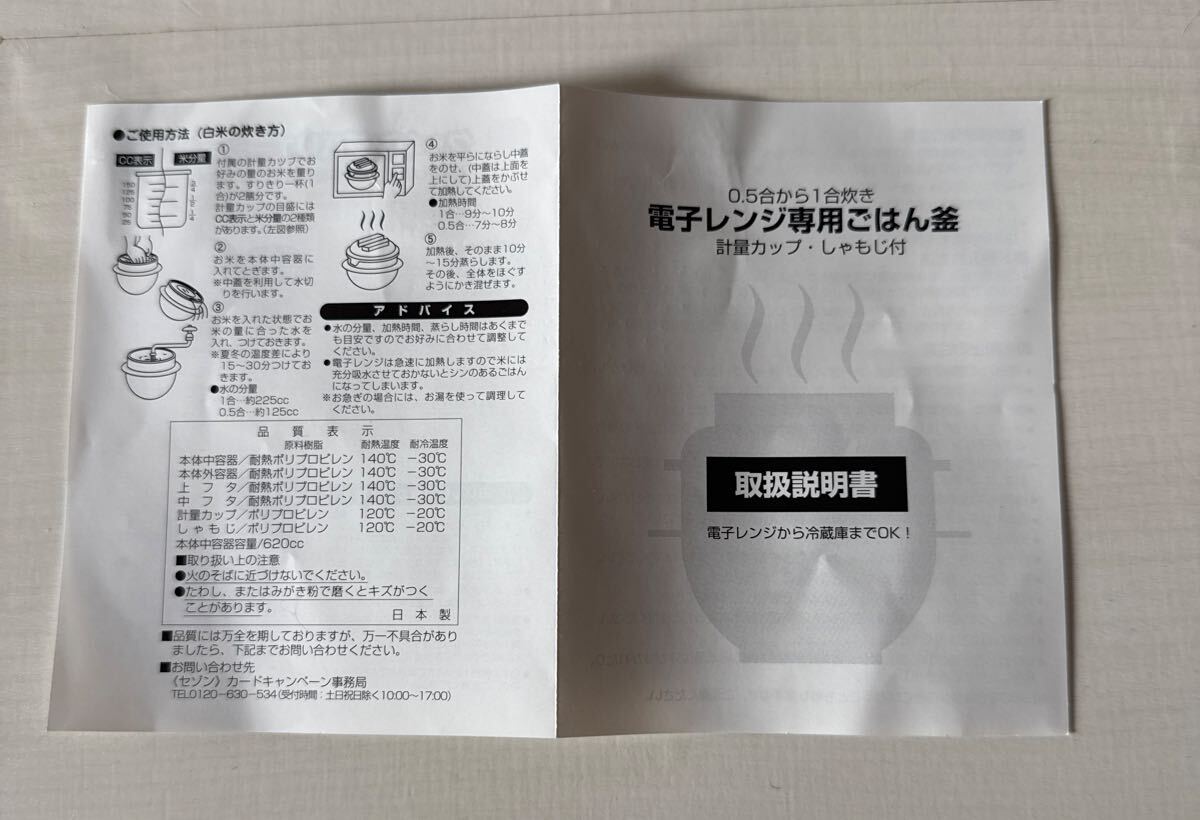 ●ご使用方法（白米の炊き方）
CC表示 米分量
150
125
100
75
50
25
3/4
1/2
1/4
①
付属の計量カップでお
好みの量のお米を量り
ます。すりきり一杯(1
合)が2膳分です。
計量カップの目盛には
CC表示と米分量の2種類
があります。(左図参照)
②
お米を本体中容器に
入れてとぎます。
※中蓋を利用して水切
りを行います。
③
お米を入れた状態でお
米の量に合った水を
入れ、つけておきます。
※夏冬の温度差により
15～30分つけてお
きます。
●水の分量
1合…約225cc
0.5合…約125cc
④
お米を平らにならし中蓋
をのせ、(中蓋は上面を
上にして)上蓋をかぶせ
て加熱してください。
●加熱時間
1合…9分～10分
0.5合…7分～8分
⑤
加熱後、そのまま10分
～15分蒸らします。
その後、全体をほぐす
ようにかき混ぜます。
アドバイス
●水の分量、加熱時間、蒸らし時間はあくまで
も目安ですのでお好みに合わせて調整して
ください。
●電子レンジは急速に加熱しますので米には
充分吸水させておかないとシンのあるごはん
になってしまいます。
※お急ぎの場合には、お湯を使って調理して
ください。
品質表示
原料樹脂 耐熱温度 耐冷温度
本体中容器／耐熱ポリプロピレン 140℃ −30℃
本体外容器／耐熱ポリプロピレン 140℃ −30℃
上フタ／耐熱ポリプロピレン 140℃ −30℃
中フタ／耐熱ポリプロピレン 140℃ −30℃
計量カップ／ポリプロピレン 120℃ −20℃
しゃもじ／ポリプロピレン 120℃ −20℃
本体中容器容量/620cc
■取り扱い上の注意
●火のそばに近づけないでください。
●たわし、またはみがき粉で磨くとキズがつく
ことがあります。
日本製
■品質には万全を期しておりますが、万一不具合があり
ましたら、下記までお問い合わせください。
■お問い合わせ先
《セゾン》カードキャンペーン事務局
TEL0120−630−534(受付時間：土日祝日除く10:00～17:00)
0.5合から1合炊き
電子レンジ専用ごはん釜
計量カップ・しゃもじ付
取扱説明書
電子レンジから冷蔵庫までOK！